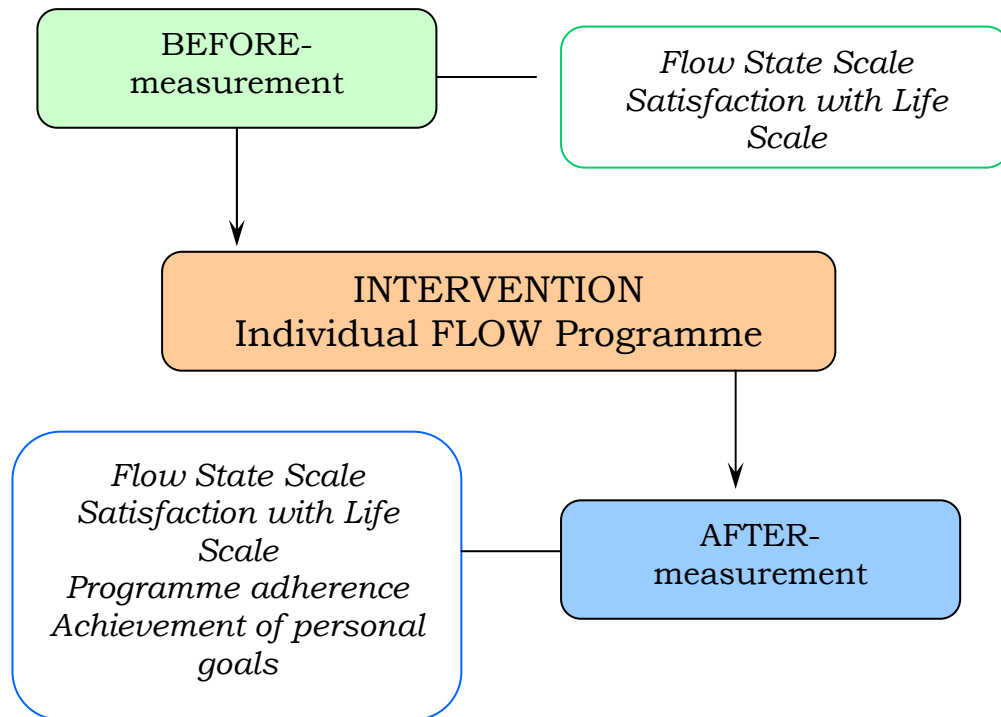 BEFORE-
measurement
Flow State Scale
Satisfaction with Life
Scale
INTERVENTION
Individual FLOW Programme
Flow State Scale
Satisfaction with Life
Scale
Programme adherence
Achievement of personal
goals
AFTER-
measurement